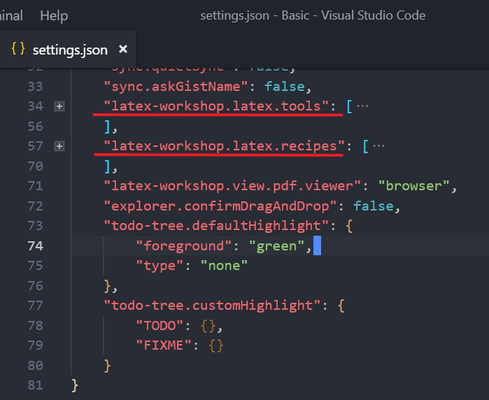 ninal Help settings.json - Basic - Visual Studio Code
{} settings.json ×
32 "sync.quietSync": false,
33 "sync.askGistName": false,
34 "latex-workshop.latex.tools": [ ···
56 ],
57 "latex-workshop.latex.recipes": [ ···
70 ],
71 "latex-workshop.view.pdf.viewer": "browser",
72 "explorer.confirmDragAndDrop": false,
73 "todo-tree.defaultHighlight": {
74 "foreground": "green",
75 "type": "none"
76 },
77 "todo-tree.customHighlight": {
78 "TODO": {},
79 "FIXME": {}
80 }
81 }